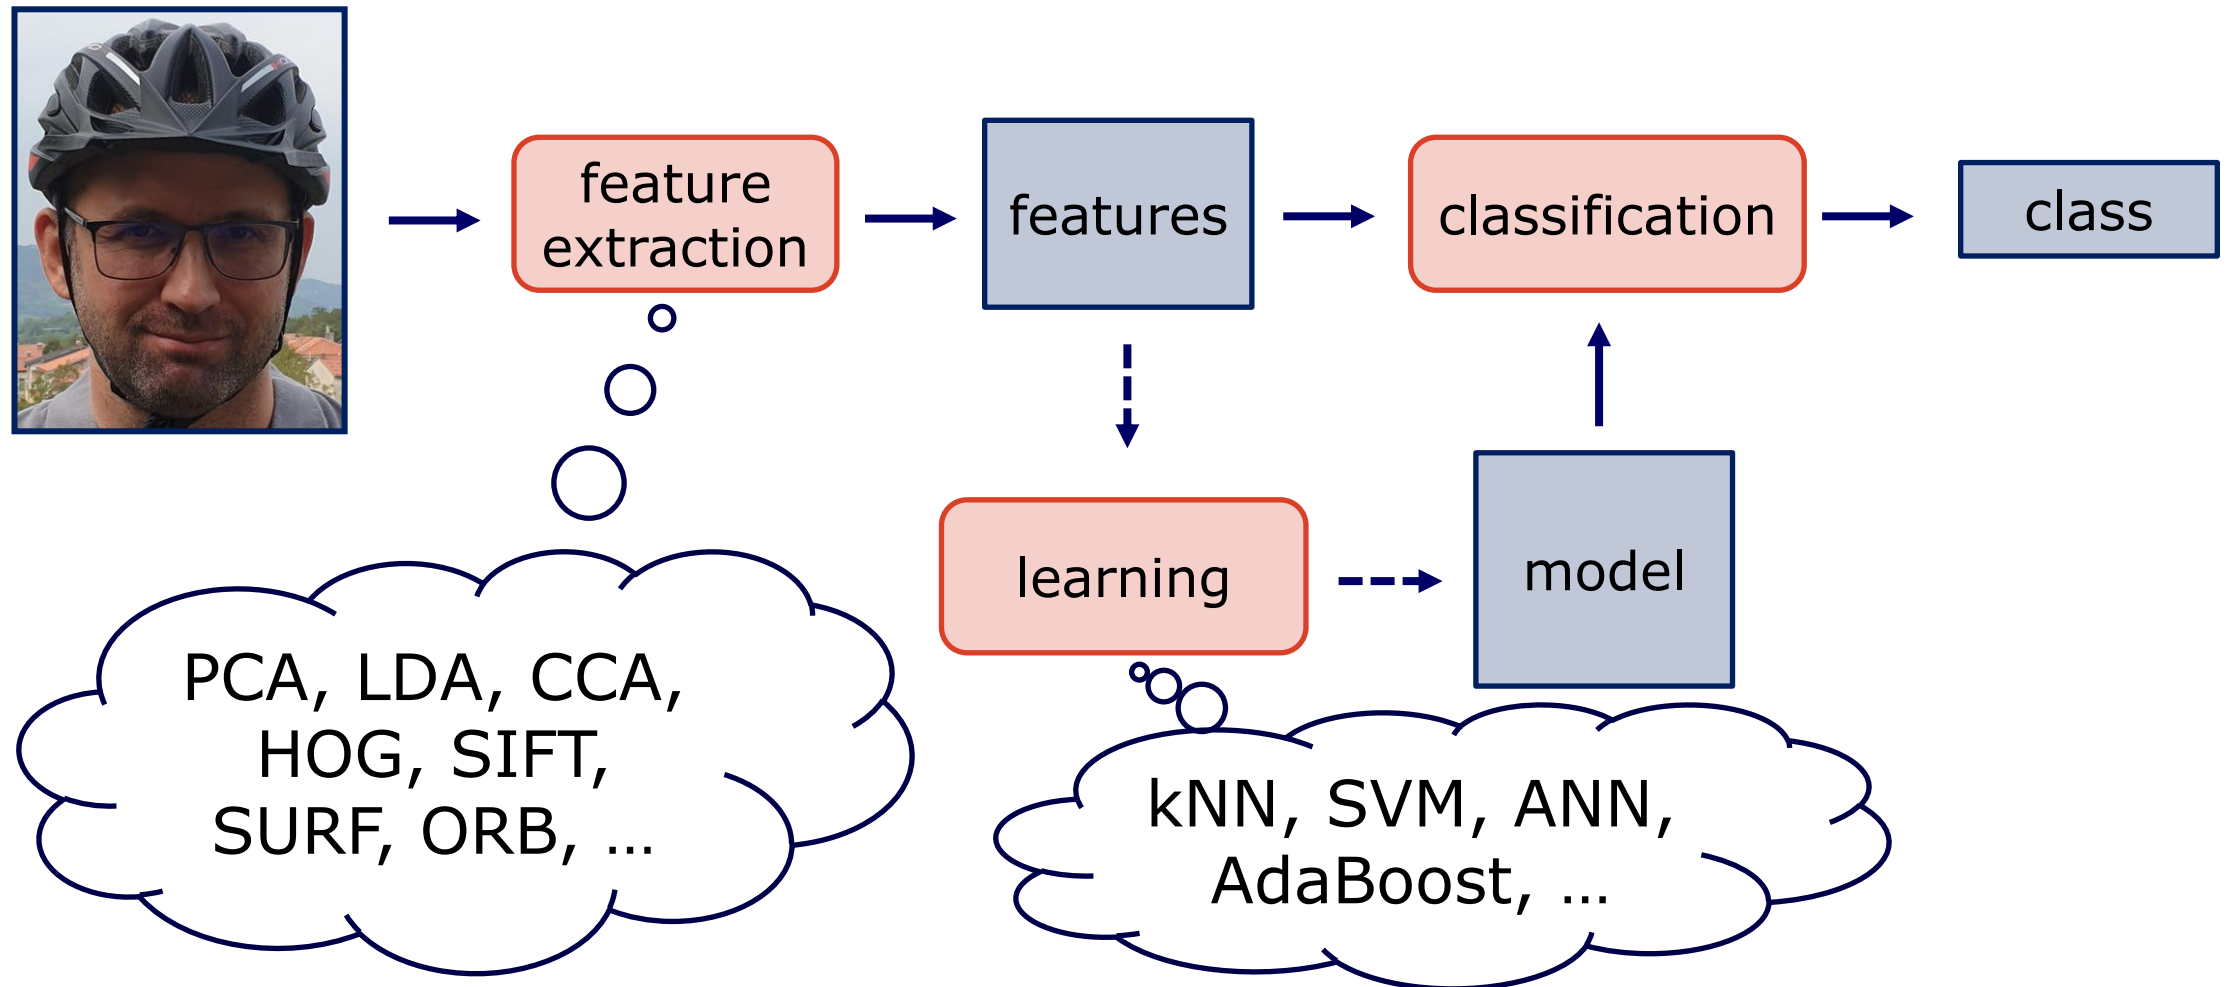 feature
extraction
features
classification
class
learning
model
PCA, LDA, CCA,
HOG, SIFT,
SURF, ORB, ...
kNN, SVM, ANN,
AdaBoost, ...